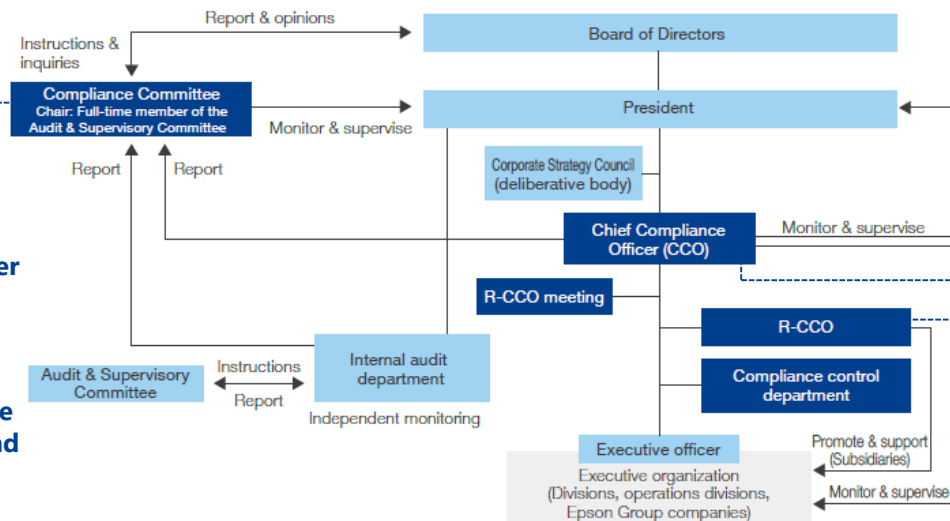 Report & opinions
Board of Directors
Instructions &
inquiries
Compliance Committee
Chair: Full-time member of the
Audit & Supervisory Committee
Monitor & supervise
President
Report
Report
Corporate Strategy Council
(deliberative body)
Chief Compliance
Officer (CCO)
Monitor & supervise
er
R-CCO meeting
R-CCO
Internal audit
department
Independent monitoring
Audit & Supervisory
Committee
Instructions
Report
Compliance control
department
e
nd
Promote & support
(Subsidiaries)
Executive officer
Executive organization
(Divisions, operations divisions,
Epson Group companies)
Monitor & supervise